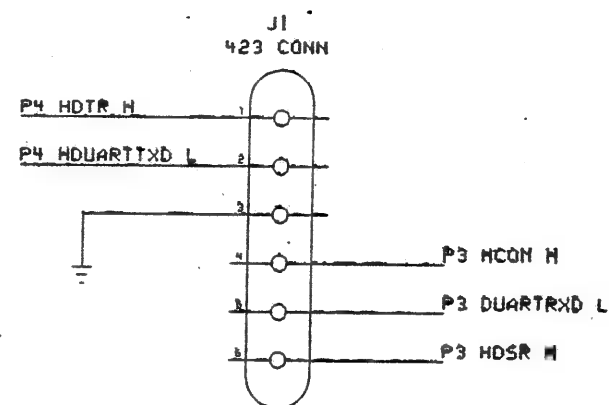 J1
423 CONN
P4 HDTR H
1
P4 HDUARTTXD L
2
3
4
P3 HCON H
5
P3 DUARTRXD L
6
P3 HDSR H